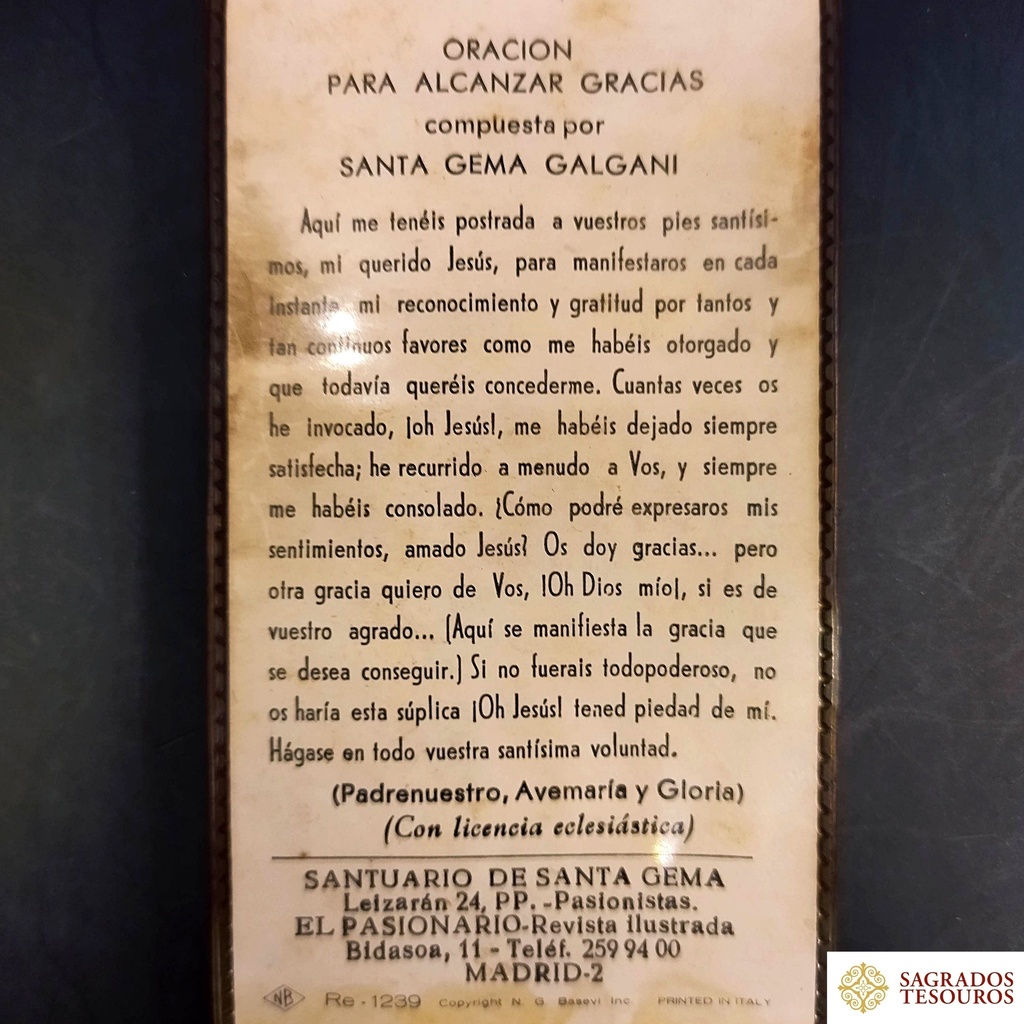 ORACION
PARA ALCANZAR GRACIAS
compuesta por
SANTA GEMA GALGANI
Aquí me tenéis postrada a vuestros pies santísi-
mos, mi querido Jesús, para manifestaros en cada
instante mi reconocimiento y gratitud por tantos y
tan continuos favores como me habéis otorgado y
que todavía queréis concederme. Cuantas veces os
he invocado, ¡oh Jesús!, me habéis dejado siempre
satisfecha; he recurrido a menudo a Vos, y siempre
me habéis consolado. ¿Cómo podré expresaros mis
sentimientos, amado Jesús? Os doy gracias... pero
otra gracia quiero de Vos, !Oh Dios mío¡, si es de
vuestro agrado... (Aquí se manifiesta la gracia que
se desea conseguir.) Si no fuerais todopoderoso, no
os haría esta súplica ¡Oh Jesús! tened piedad de mí.
Hágase en todo vuestra santísima voluntad.
(Padrenuestro, Avemaría y Gloria)
(Con licencia eclesiástica)
SANTUARIO DE SANTA GEMA
Leizarán 24, PP. -Pasionistas.
EL PASIONARIO-Revista ilustrada
Bidasoa, 11 - Teléf. 259 94 00
MADRID-2
NB Re - 1239 Copyright N. G. Basevi Inc. PRINTED IN ITALY
SAGRADOS
TESOUROS